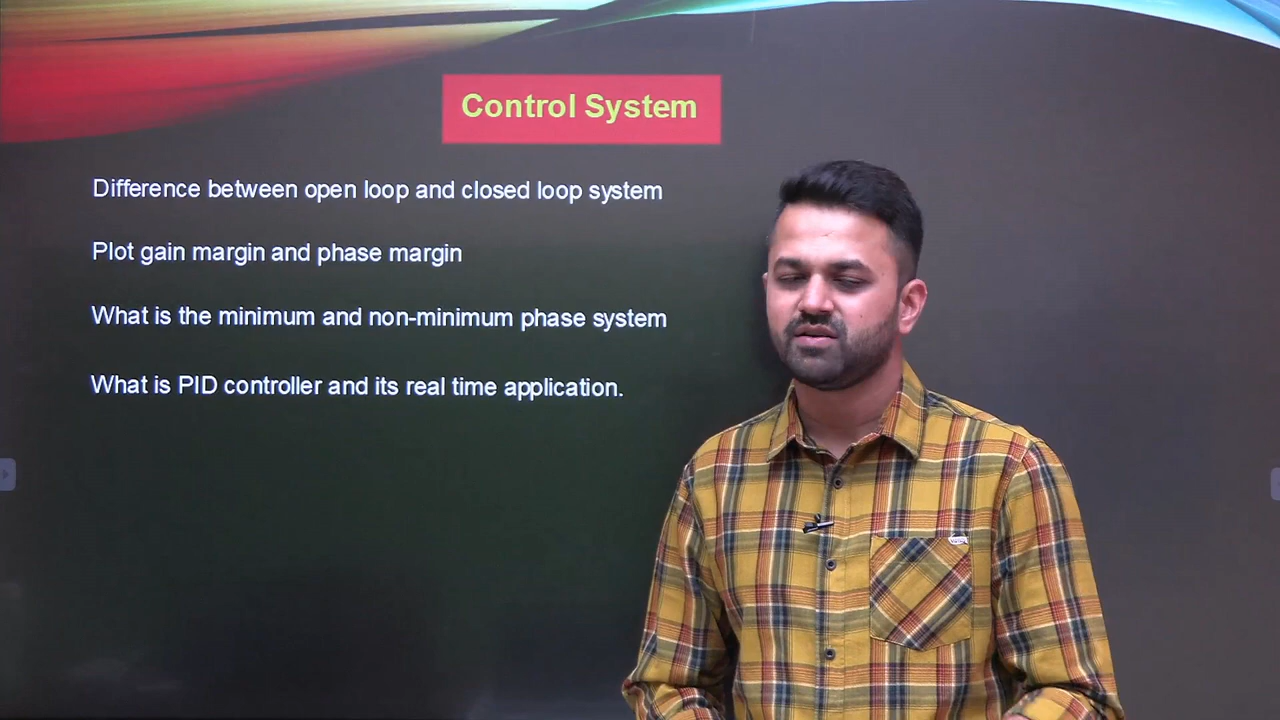 Control System
Difference between open loop and closed loop system
Plot gain margin and phase margin
What is the minimum and non-minimum phase system
What is PID controller and its real time application.